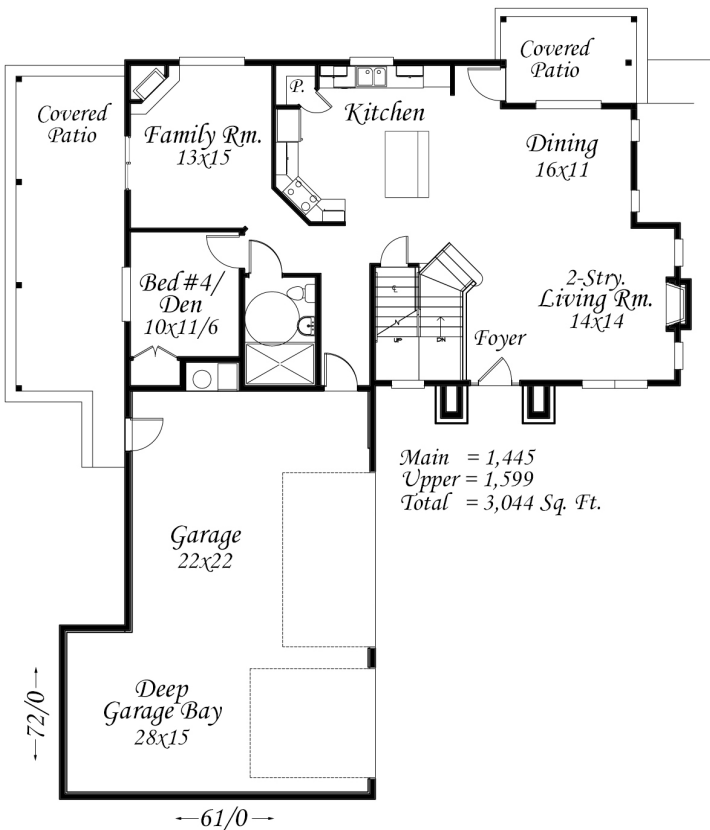 Covered
Patio
Covered
Patio
P.
Kitchen
Family Rm.
13x15
Dining
16x11
Bed #4/
Den
10x11/6
2-Stry.
Living Rm.
14x14
Foyer
UP
DN
Main = 1,445
Upper = 1,599
Total = 3,044 Sq. Ft.
Garage
22x22
Deep
Garage Bay
28x15
72/0
61/0